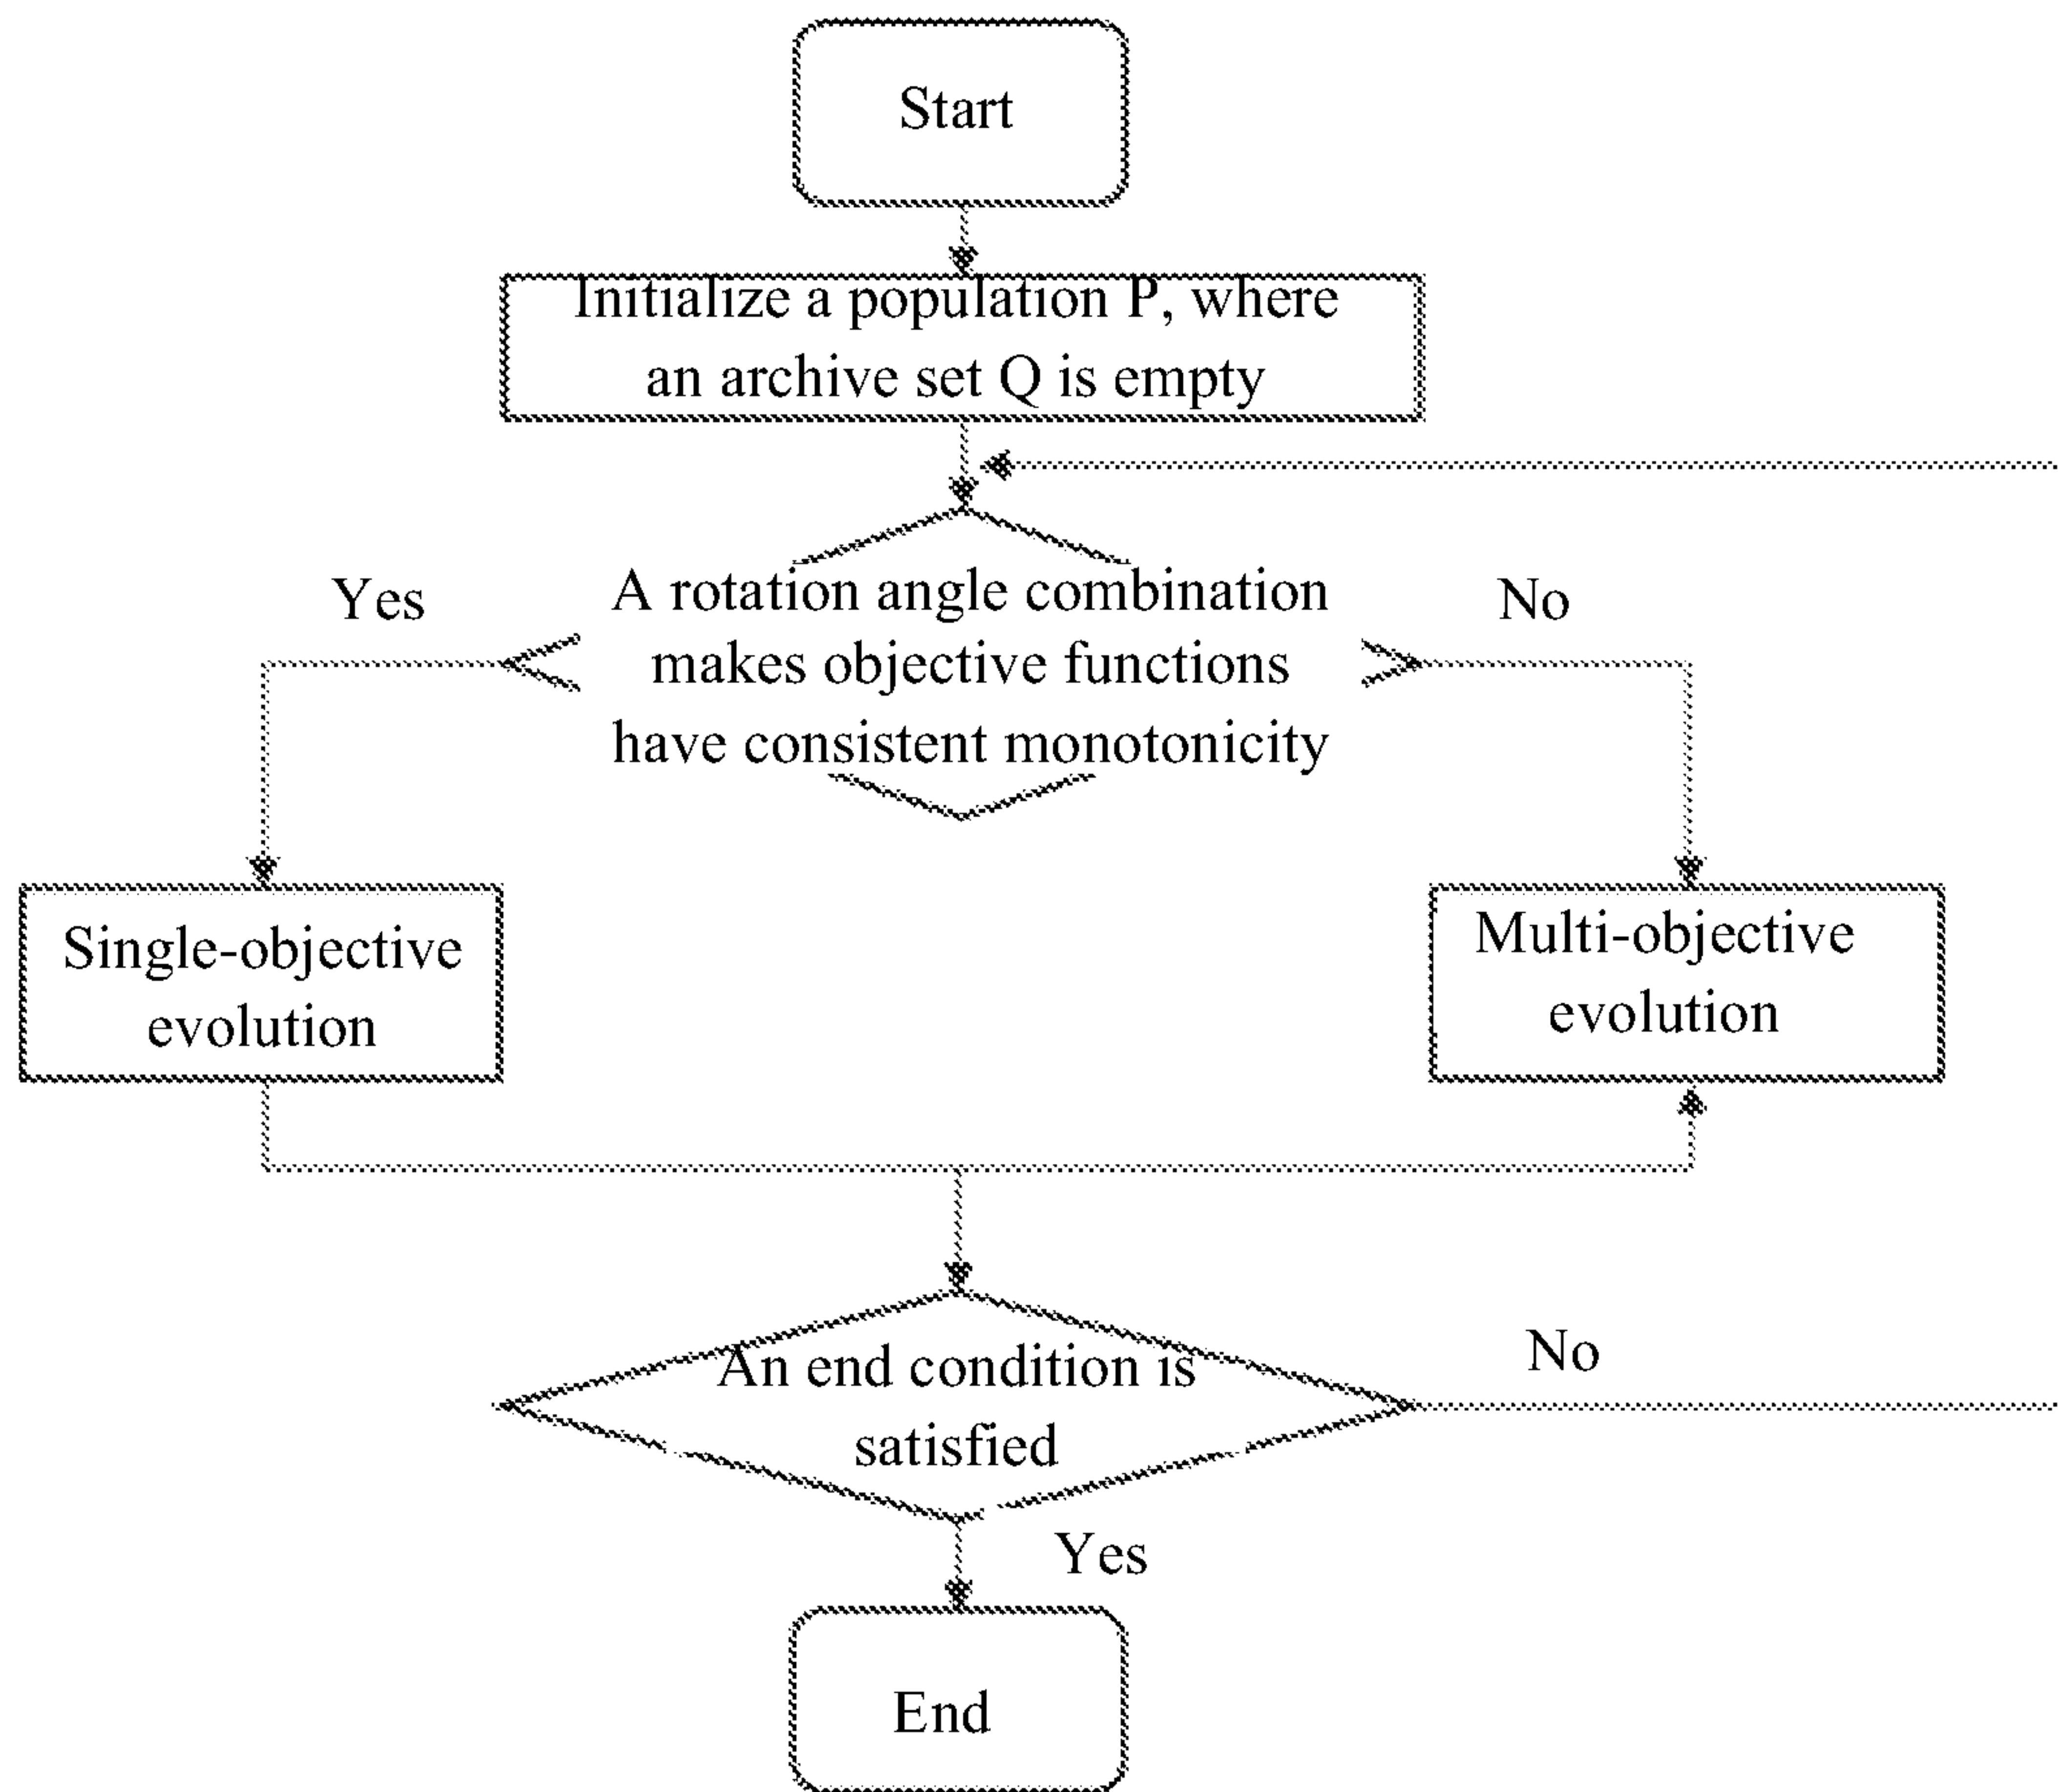 Start
Initialize a population P, where
an archive set Q is empty
Yes
A rotation angle combination
makes objective functions
have consistent monotonicity
No
Single-objective
evolution
Multi-objective
evolution
An end condition is
satisfied
No
Yes
End